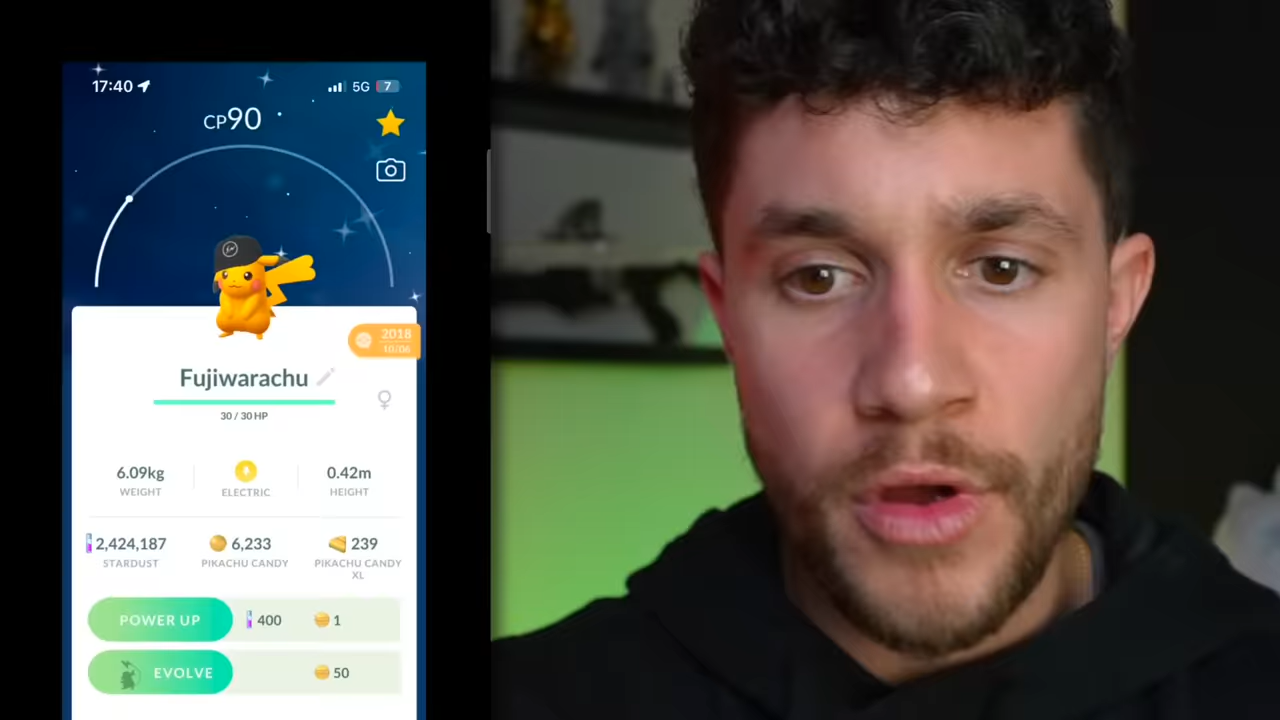 17:40
5G 7
CP90
2018
10/06
Fujiwarachu
30 / 30 HP
6.09kg
WEIGHT
ELECTRIC
0.42m
HEIGHT
2,424,187
STARDUST
6,233
PIKACHU CANDY
239
PIKACHU CANDY
XL
POWER UP 400 1
EVOLVE 50